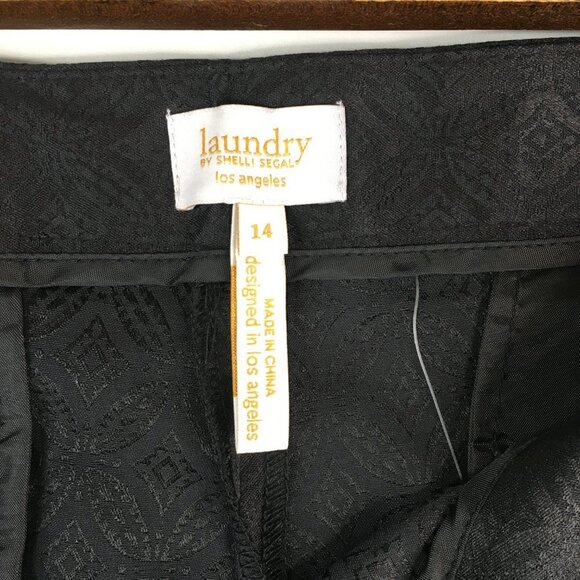 laundry
BY SHELLI SEGAL®
los angeles
14
MADE IN CHINA
designed in los angeles